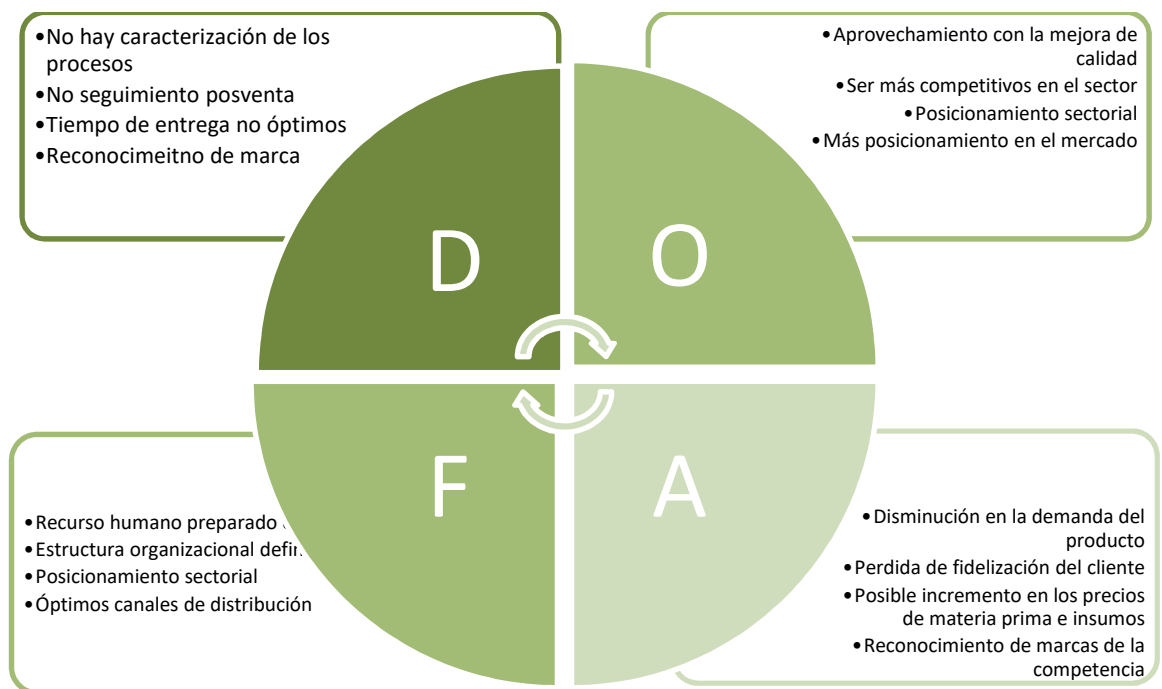 •No hay caracterización de los
procesos
•No seguimiento posventa
•Tiempo de entrega no óptimos
•Reconocimeitno de marca
•Aprovechamiento con la mejora de
calidad
•Ser más competitivos en el sector
•Posicionamiento sectorial
•Más posicionamiento en el mercado
D
O
F
A
•Recurso humano preparado
•Estructura organizacional
•Posicionamiento sectorial
•Óptimos canales de distribución
•Disminución en la demanda del
producto
•Perdida de fidelización del cliente
•Posible incremento en los precios
de materia prima e insumos
•Reconocimiento de marcas de la
competencia